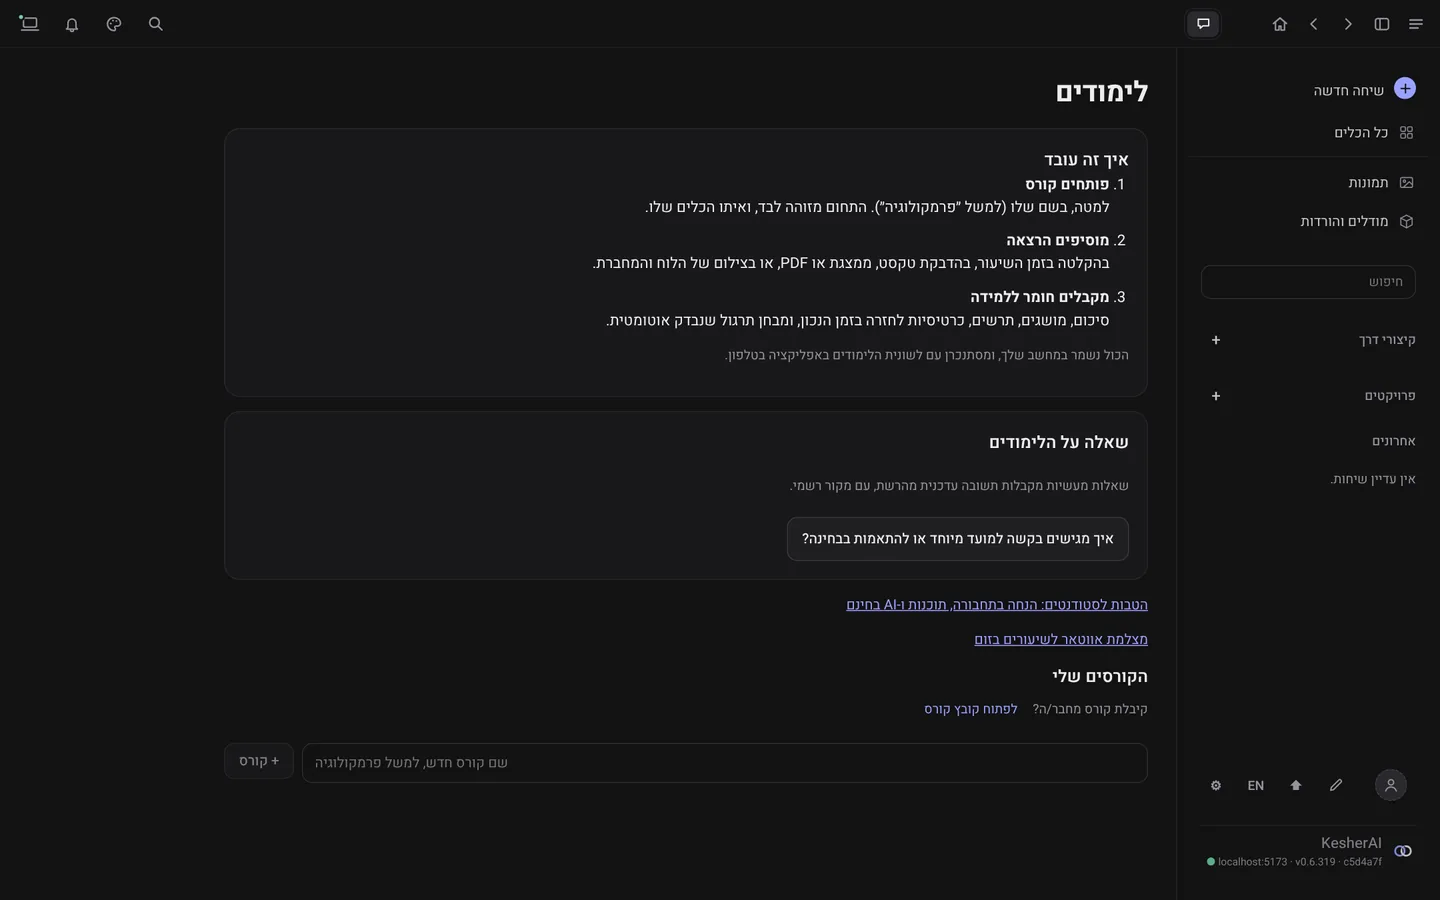 שיחה חדשה
כל הכלים
תמונות
מודלים והורדות
חיפוש
קיצורי דרך +
פרויקטים +
אחרונים
אין עדיין שיחות.
EN
KesherAI
localhost:5173 · v0.6.319 · c5d4a7f
לימודים
איך זה עובד
1. פותחים קורס
למטה, בשם שלו (למשל "פרמקולוגיה"). התחום מזוהה לבד, ואיתו הכלים שלו.
2. מוסיפים הרצאה
בהקלטה בזמן השיעור, בהדבקת טקסט, ממצגת או PDF, או בצילום של הלוח והמחברת.
3. מקבלים חומר ללמידה
סיכום, מושגים, תרשים, כרטיסיות לחזרה בזמן הנכון, ומבחן תרגול שנבדק אוטומטית.
הכול נשמר במחשב שלך, ומסתנכרן עם לשונית הלימודים באפליקציה בטלפון.
שאלה על הלימודים
שאלות מעשיות מקבלות תשובה עדכנית מהרשת, עם מקור רשמי.
איך מגישים בקשה למועד מיוחד או להתאמות בבחינה?
הטבות לסטודנטים: הנחה בתחבורה, תוכנות ו-AI בחינם
מצלמת אווטאר לשיעורים בזום
הקורסים שלי
קיבלת קורס מחבר/ה? לפתוח קובץ קורס
שם קורס חדש, למשל פרמקולוגיה
+ קורס